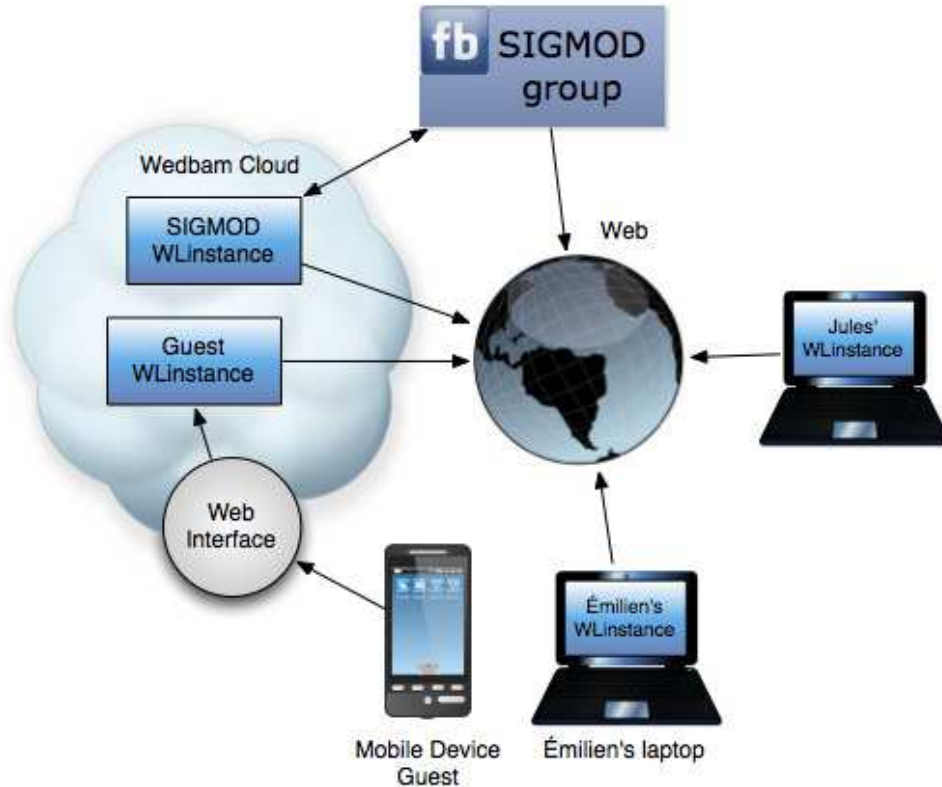 fb SIGMOD
group
Wedbam Cloud
SIGMOD
WLinstance
Web
Guest
WLinstance
Jules'
WLinstance
Web
Interface
Émilien's
WLinstance
Mobile Device
Guest
Émilien's laptop